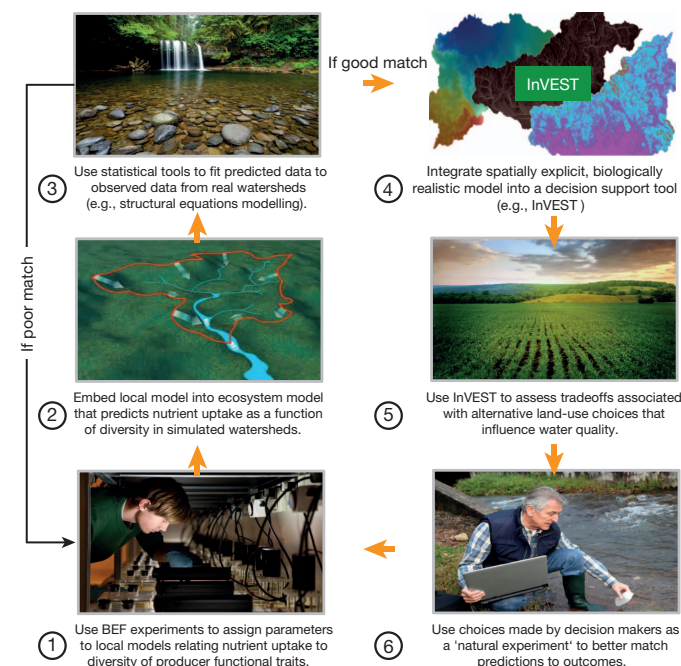 If good match
InVEST
3
Use statistical tools to fit predicted data to
observed data from real watersheds
(e.g., structural equations modelling).
4
Integrate spatially explicit, biologically
realistic model into a decision support tool
(e.g., InVEST )
If poor match
2
Embed local model into ecosystem model
that predicts nutrient uptake as a function
of diversity in simulated watersheds.
5
Use InVEST to assess tradeoffs associated
with alternative land-use choices that
influence water quality.
1
Use BEF experiments to assign parameters
to local models relating nutrient uptake to
diversity of producer functional traits.
6
Use choices made by decision makers as
a 'natural experiment' to better match
predictions to outcomes.